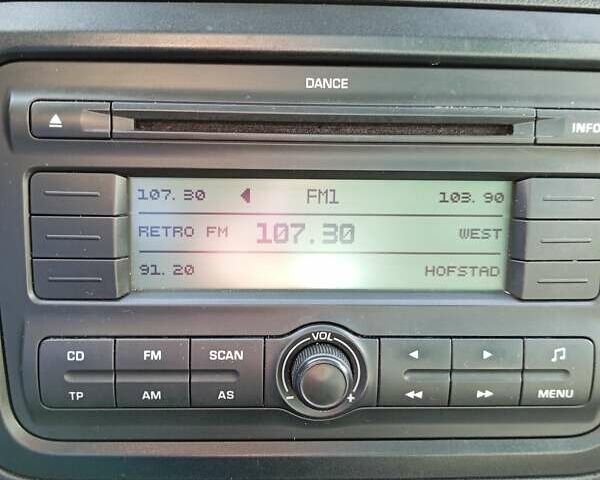 DANCE
INFO
107.30 FM1 103.90
RETRO FM 107.30 WEST
91.20 HOFSTAD
VOL
CD FM SCAN
TP AM AS
- +
MENU